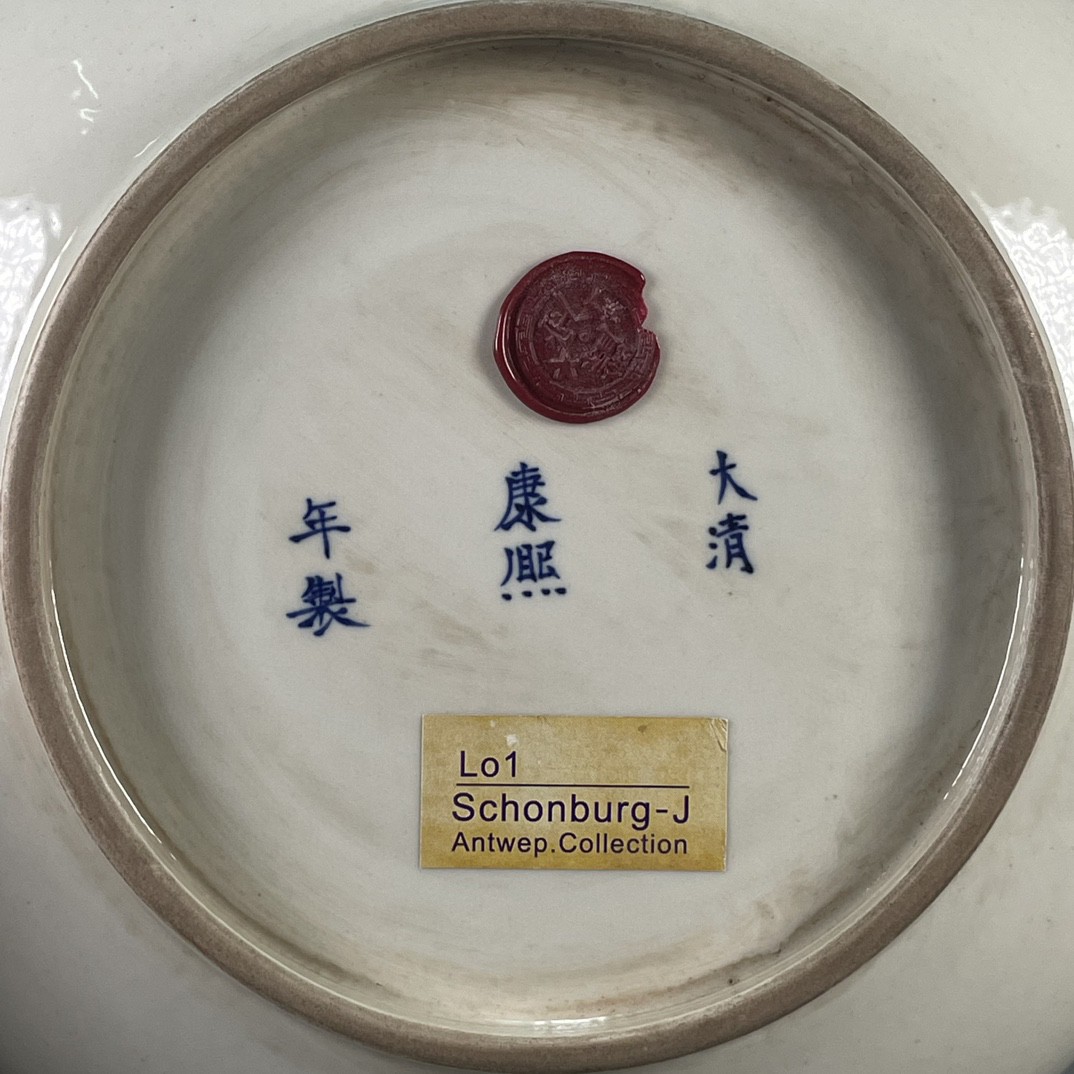 大清
康熙
年製
Lo1
Schonburg-J
Antwep.Collection